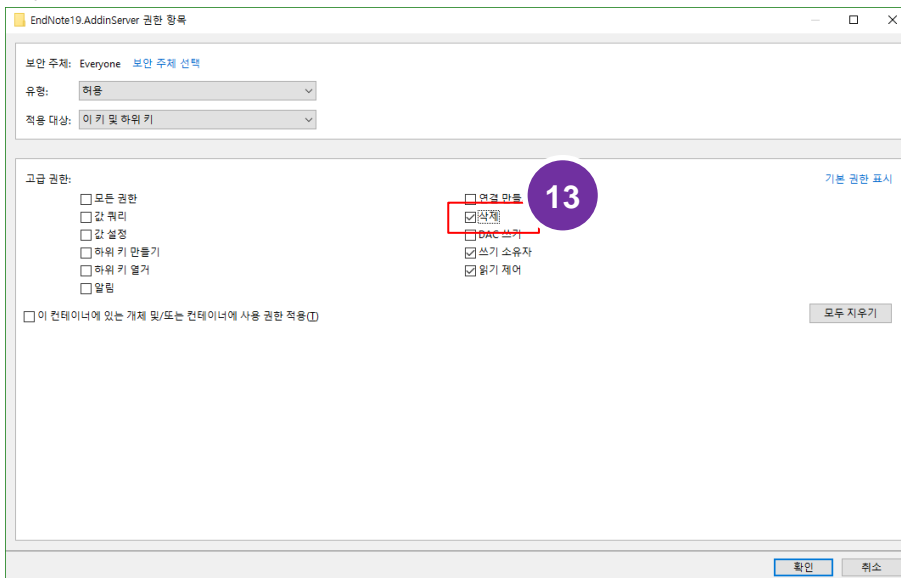 EndNote19.AddinServer 권한 항목
보안 주체: Everyone 보안 주체 선택
유형: 허용
적용 대상: 이 키 및 하위 키
고급 권한: 기본 권한 표시
모든 권한
값 쿼리
값 설정
하위 키 만들기
하위 키 열거
알림
연결 만들
삭제
DAC 쓰기
쓰기 소유자
읽기 제어
13
이 컨테이너에 있는 개체 및/또는 컨테이너에 사용 권한 적용(T)
모두 지우기
확인 취소